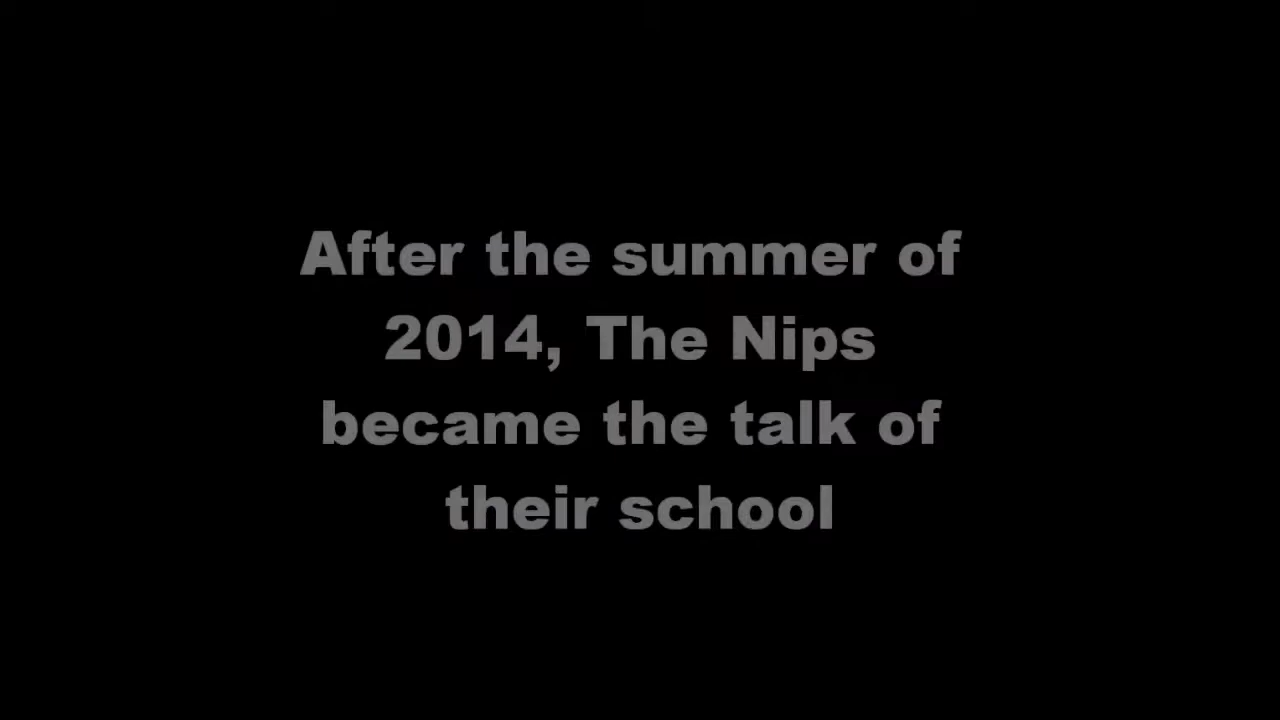 After the summer of
2014, The Nips
became the talk of
their school